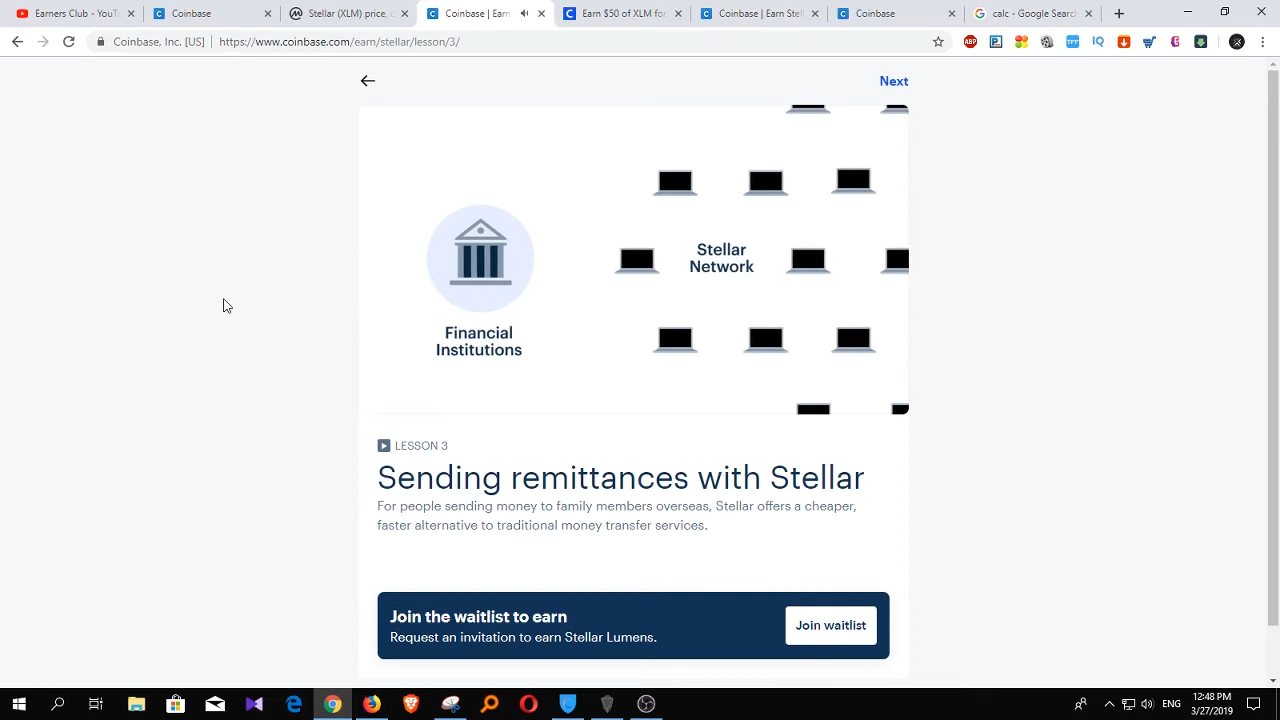 Earners Club - YouTu
Coinbase
Stellar (XLM) price, c
Coinbase | Earn
Earn $50 of XLM for
Coinbase | Earn Stell
Coinbase
calc - Google Search
Coinbase, Inc. [US] https://www.coinbase.com/earn/stellar/lesson/3/
Next
Stellar
Network
Financial
Institutions
LESSON 3
Sending remittances with Stellar
For people sending money to family members overseas, Stellar offers a cheaper,
faster alternative to traditional money transfer services.
Join the waitlist to earn
Request an invitation to earn Stellar Lumens.
Join waitlist
ENG
12:48 PM
3/27/2019